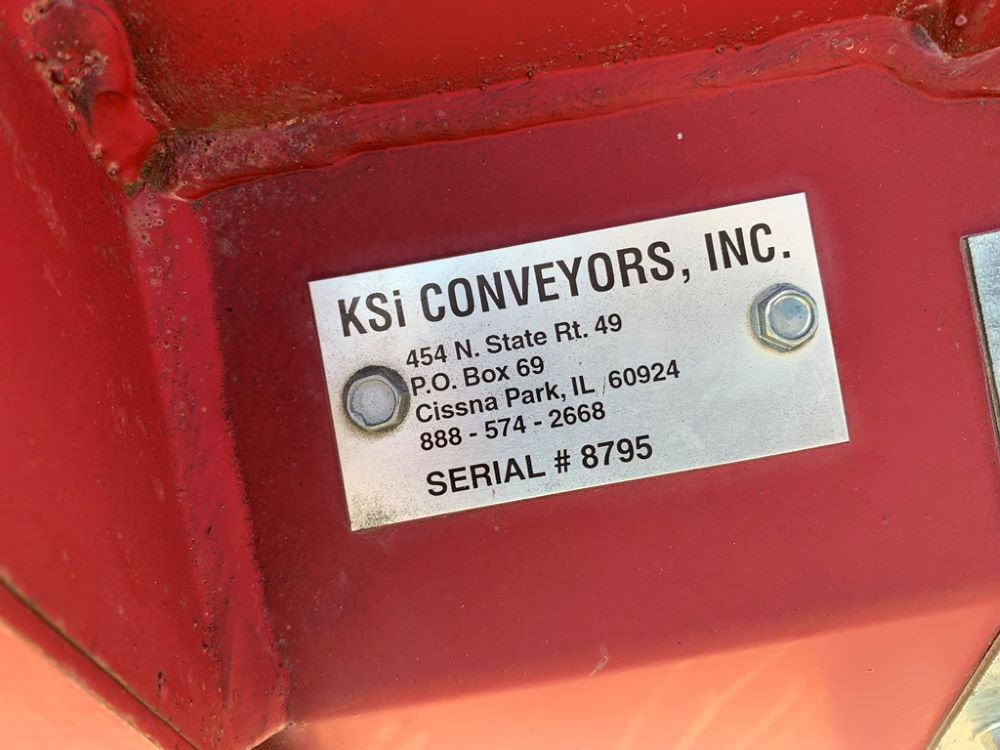 KSi CONVEYORS, INC.
454 N. State Rt. 49
P.O. Box 69
Cissna Park, IL 60924
888 - 574 - 2668
SERIAL # 8795